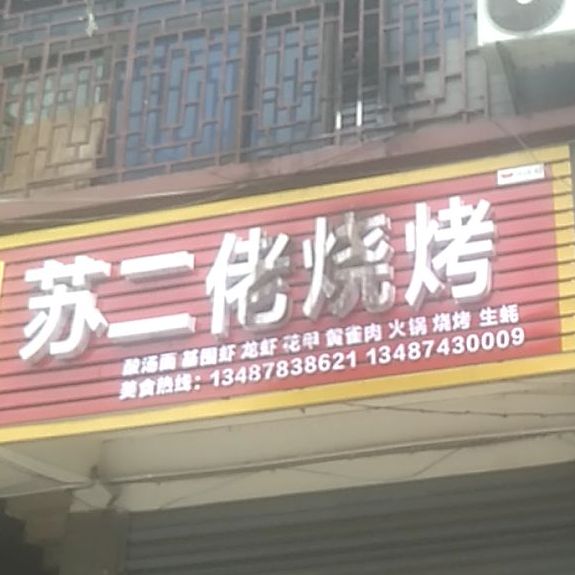 苏二佬烧烤
酸汤面 基围虾 龙虾 花甲 黄雀肉 火锅 烧烤 生蚝
美食热线：13487838621 13487430009